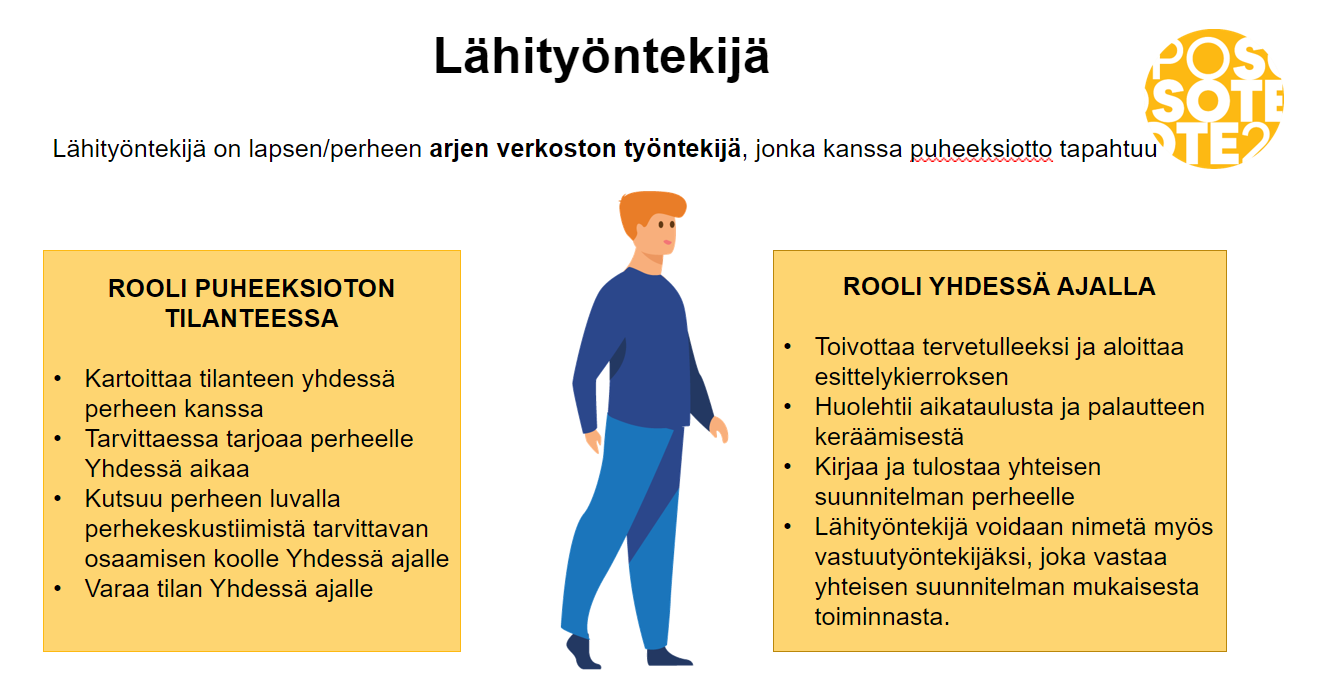 Lähityöntekijä
POSO
SOTE
OTE2
Lähityöntekijä on lapsen/perheen arjen verkoston työntekijä, jonka kanssa puheeksiotto tapahtuu
ROOLI PUHEEKSIOTON
TILANTEESSA
• Kartoittaa tilanteen yhdessä
perheen kanssa
• Tarvittaessa tarjoaa perheelle
Yhdessä aikaa
• Kutsuu perheen luvalla
perhekeskustiimistä tarvittavan
osaamisen koolle Yhdessä ajalle
• Varaa tilan Yhdessä ajalle
ROOLI YHDESSÄ AJALLA
• Toivottaa tervetulleeksi ja aloittaa
esittelykierroksen
• Huolehtii aikataulusta ja palautteen
keräämisestä
• Kirjaa ja tulostaa yhteisen
suunnitelman perheelle
• Lähityöntekijä voidaan nimetä myös
vastuutyöntekijäksi, joka vastaa
yhteisen suunnitelman mukaisesta
toiminnasta.